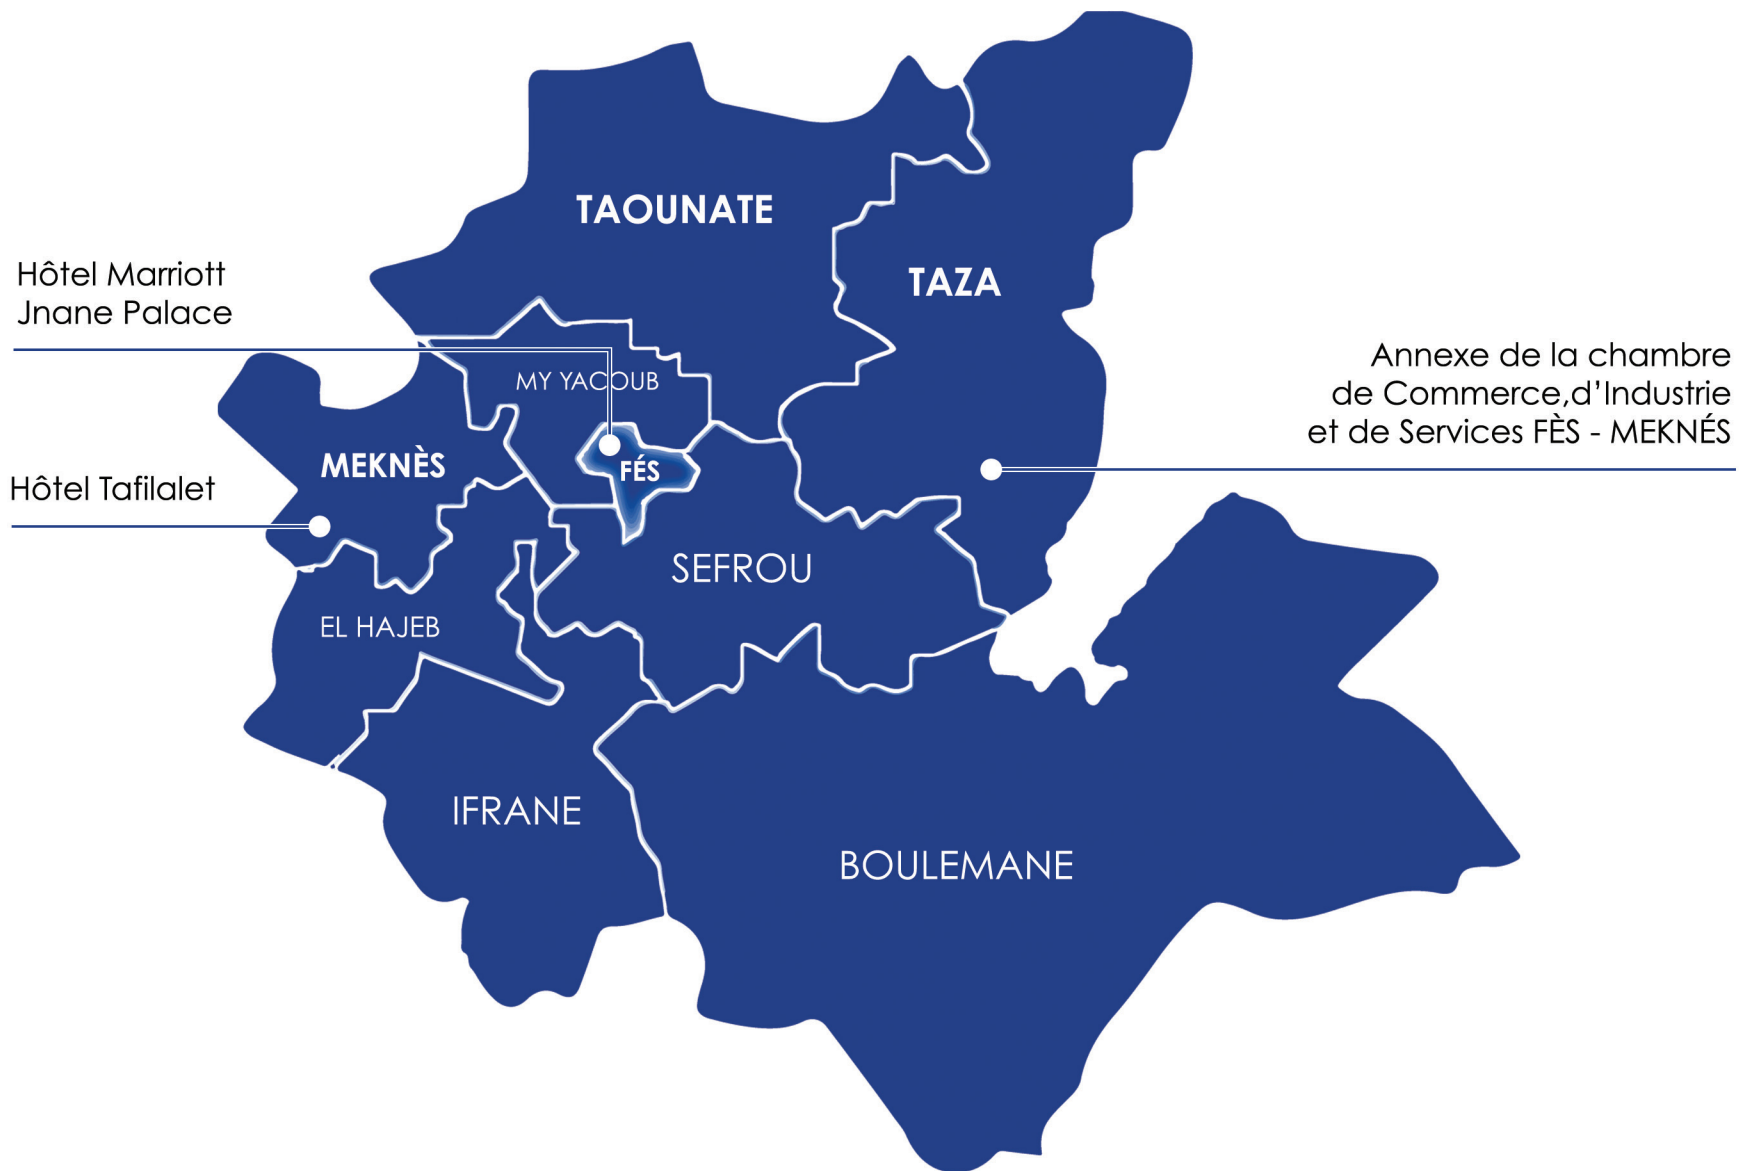 TAOUNATE
Hôtel Marriott
Jnane Palace
TAZA
Annexe de la chambre
de Commerce,d'Industrie
et de Services FÈS - MEKNÉS
MY YACOUB
MEKNÈS
FÉS
Hôtel Tafilalet
SEFROU
EL HAJEB
IFRANE
BOULEMANE